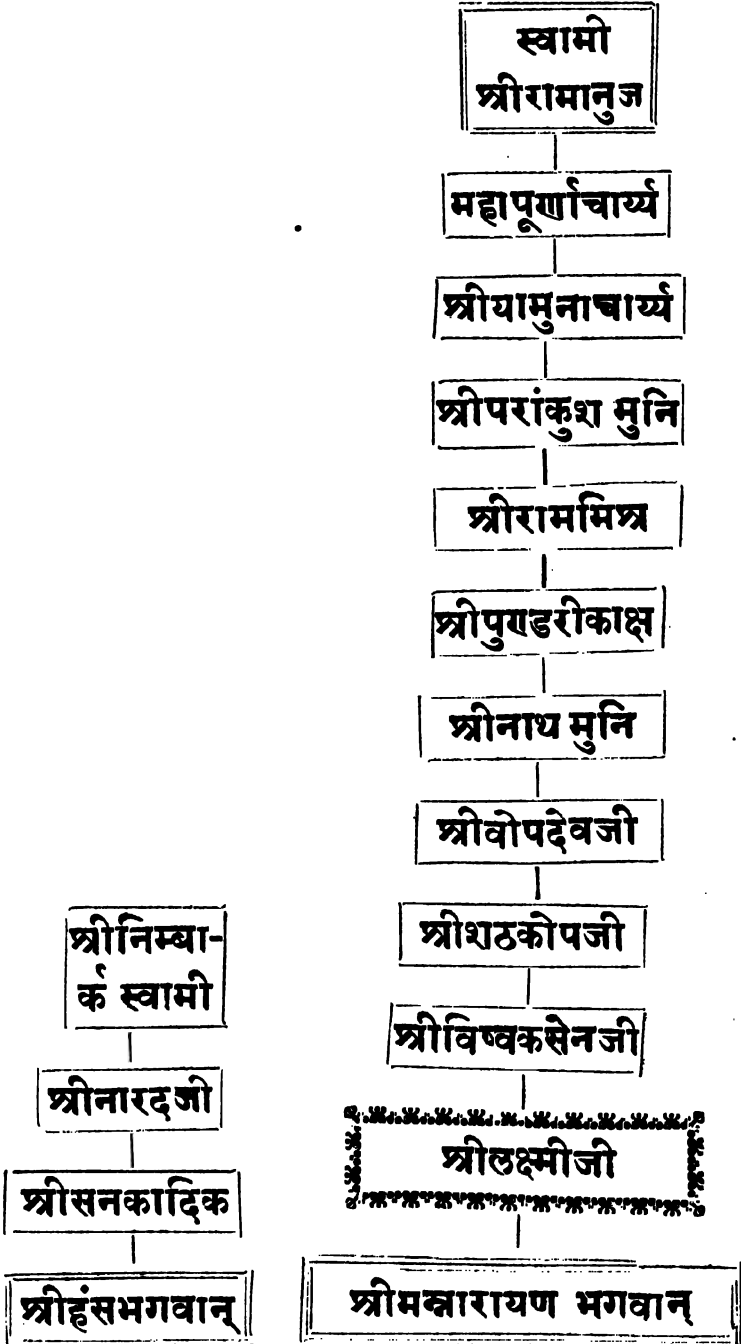 स्वामी
श्रीरामानुज
महापूर्णाचार्य्य
श्रीयामुनाचार्य्य
श्रीपरांकुश मुनि
श्रीराममिश्र
श्रीपुण्डरीकाक्ष
श्रीनाथ मुनि
श्रीवोपदेवजी
श्रीशठकोपजी
श्रीविष्वकसेनजी
श्रीलक्ष्मीजी
श्रीमन्नारायण भगवान्
श्रीनिम्बा-
र्क स्वामी
श्रीनारदजी
श्रीसनकादिक
श्रीहंसभगवान्